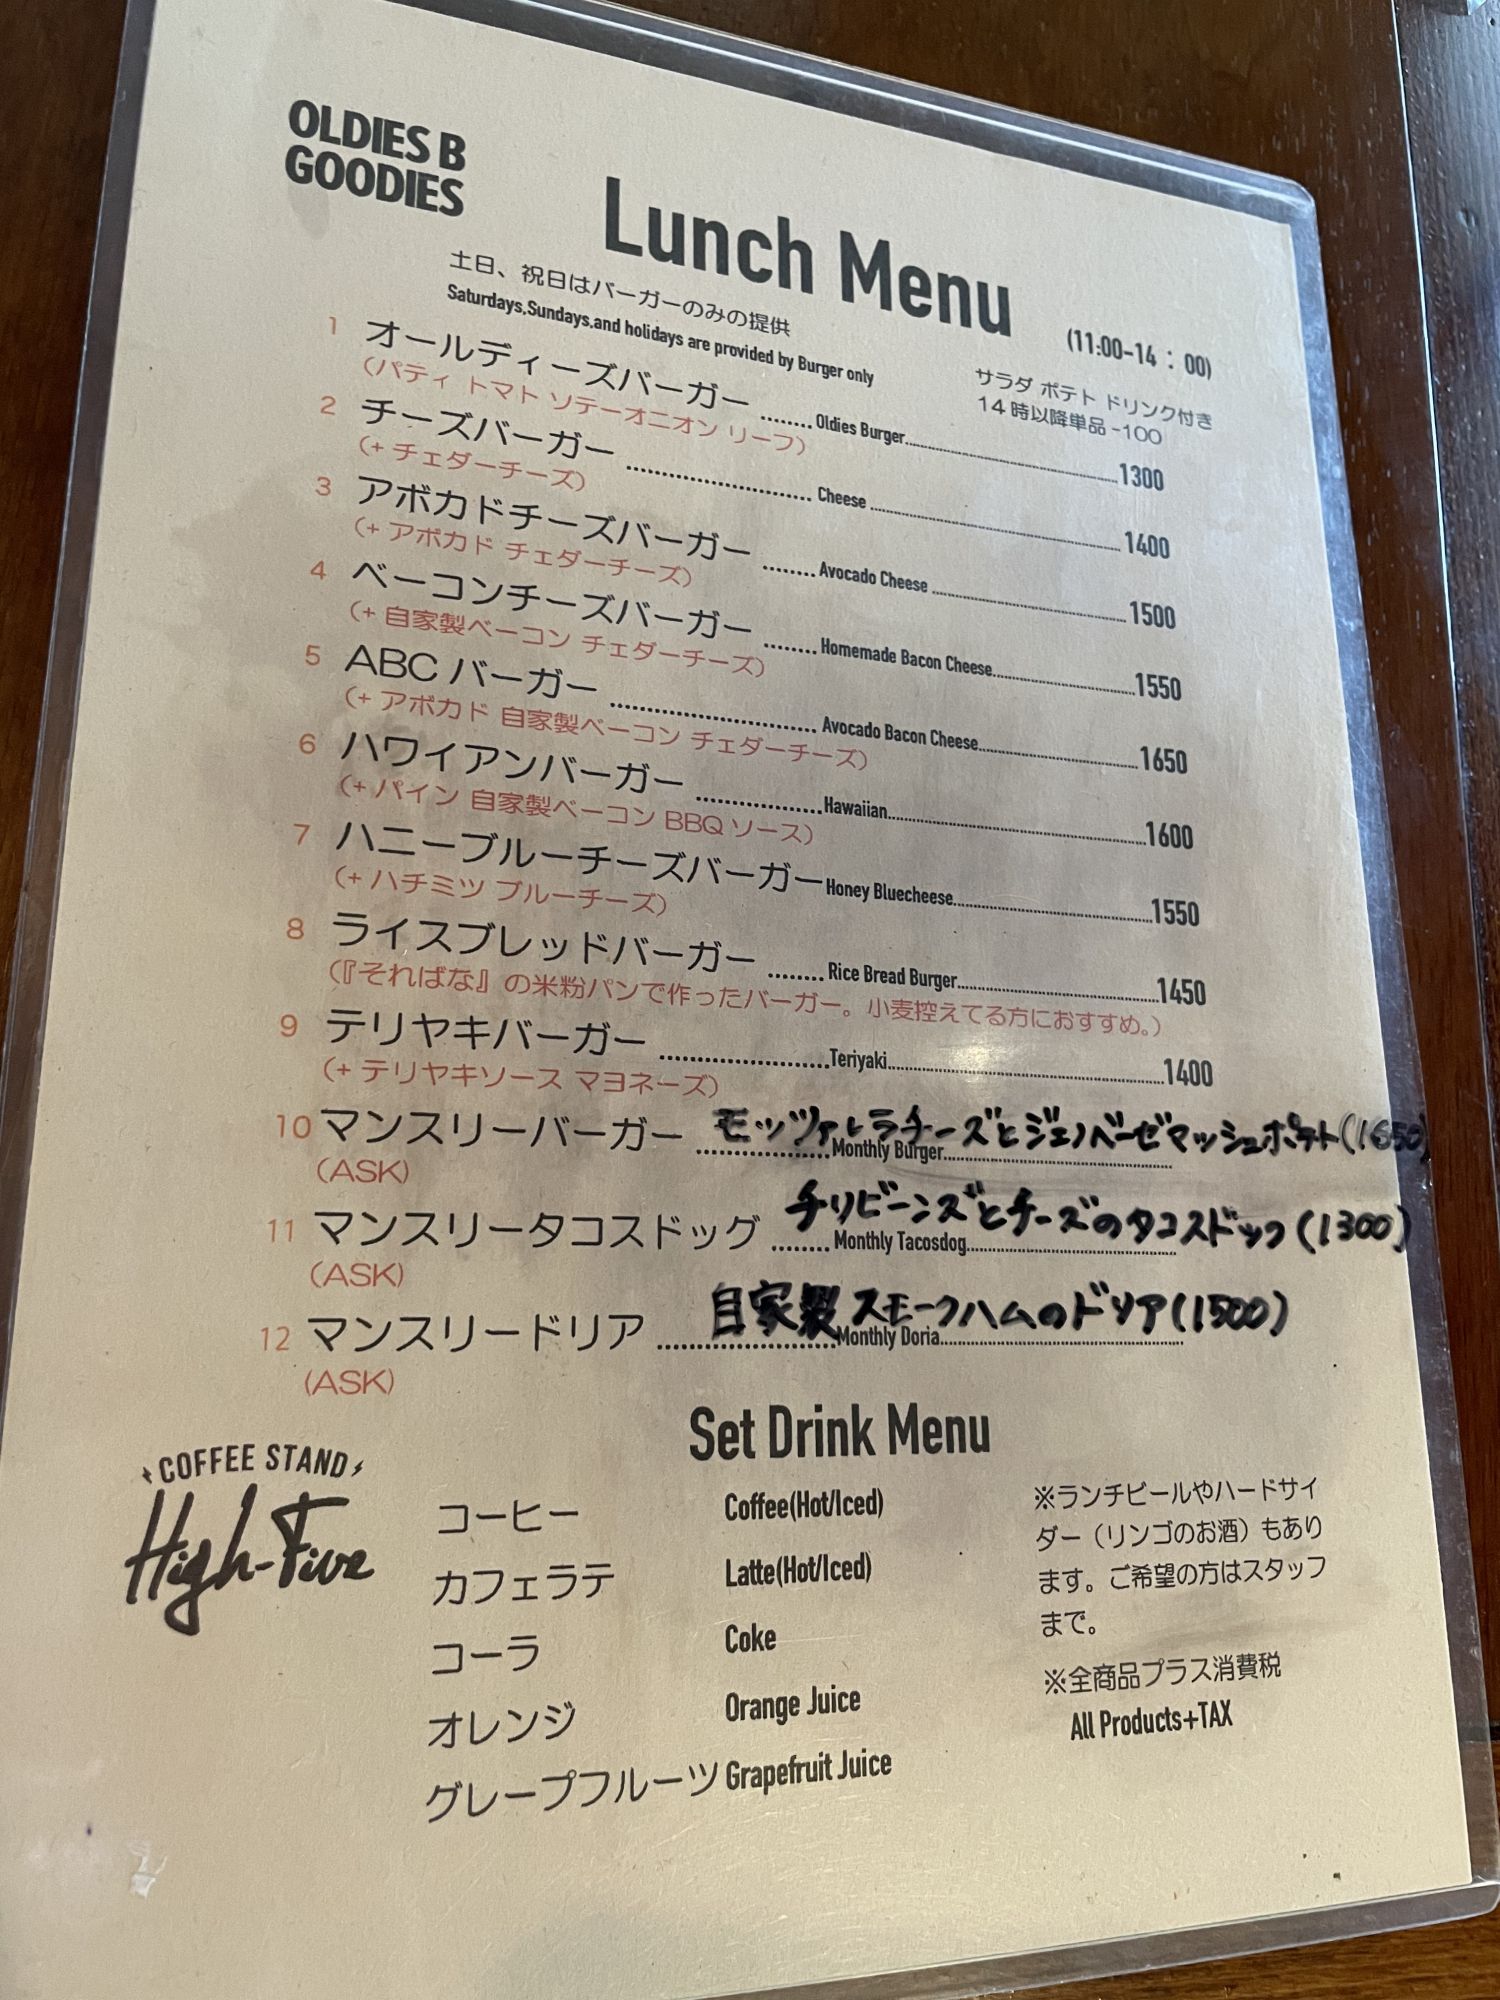 OLDIES B
GOODIES
Lunch Menu
(11:00-14：00)
土日、祝日はバーガーのみの提供
Saturdays,Sundays,and holidays are provided by Burger only
サラダ ポテト ドリンク付き
14時以降単品-100
1 オールディーズバーガー ........ Oldies Burger........ 1300
(パティ トマト ソテーオニオン リーフ)
2 チーズバーガー ........ Cheese ........ 1400
(+ チェダーチーズ)
3 アボカドチーズバーガー ........ Avocado Cheese ........ 1500
(+ アボカド チェダーチーズ)
4 ベーコンチーズバーガー ........ Homemade Bacon Cheese........ 1550
(+ 自家製ベーコン チェダーチーズ)
5 ABC バーガー ........ Avocado Bacon Cheese........ 1650
(+ アボカド 自家製ベーコン チェダーチーズ)
6 ハワイアンバーガー ........ Hawaiian........ 1600
(+ パイン 自家製ベーコン BBQ ソース)
7 ハニーブルーチーズバーガー Honey Bluecheese........ 1550
(+ ハチミツ ブルーチーズ)
8 ライスブレッドバーガー ........ Rice Bread Burger........ 1450
(『そればな』の米粉パンで作ったバーガー。小麦控えてる方におすすめ。)
9 テリヤキバーガー ........ Teriyaki........ 1400
(+ テリヤキソース マヨネーズ)
モッツァレラチーズとジェノベーゼマッシュポテト(1650)
10 マンスリーバーガー ........ Monthly Burger........
(ASK)
チリビーンズとチーズのタコスドック(1300)
11 マンスリータコスドッグ ........ Monthly Tacosdog........
(ASK)
自家製スモークハムのドリア(1500)
12 マンスリードリア ........ Monthly Doria........
(ASK)
Set Drink Menu
COFFEE STAND
High-Five
コーヒー Coffee(Hot/Iced)
カフェラテ Latte(Hot/Iced)
コーラ Coke
オレンジ Orange Juice
グレープフルーツ Grapefruit Juice
※ランチビールやハードサイ
ダー（リンゴのお酒）もあり
ます。ご希望の方はスタッフ
まで。
※全商品プラス消費税
All Products+TAX